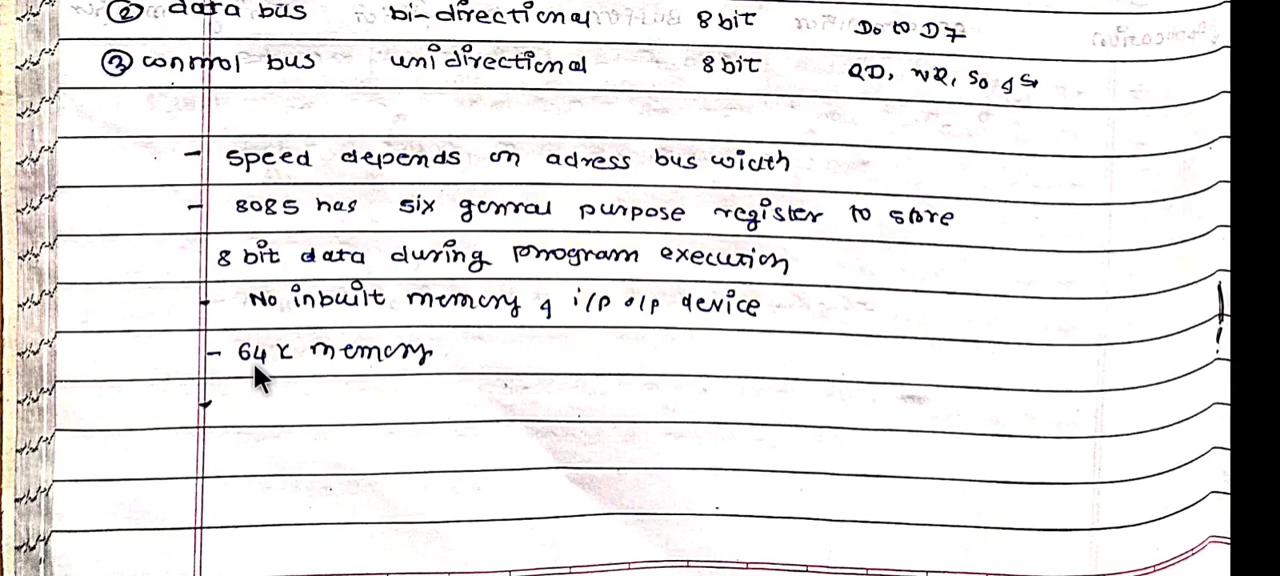 ② data bus bi-directional 8 bit D0 to D7
③ control bus unidirectional 8 bit RD, WR, S0 & S1
- speed depends on adress bus width
- 8085 has six genral purpose register to store
8 bit data during program execution
- No inbuilt memory & i/p o/p device
- 64 K memory
-